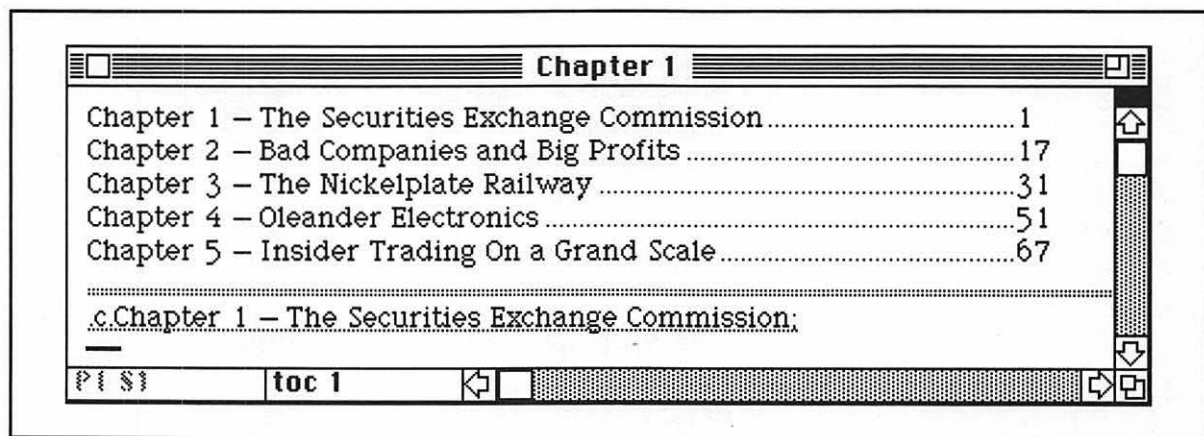 Chapter 1
Chapter 1 – The Securities Exchange Commission.................................1
Chapter 2 – Bad Companies and Big Profits ...........................................17
Chapter 3 – The Nickelplate Railway .......................................................31
Chapter 4 – Oleander Electronics..............................................................51
Chapter 5 – Insider Trading On a Grand Scale.......................................67
.c.Chapter 1 – The Securities Exchange Commission;
P1 S1 toc 1